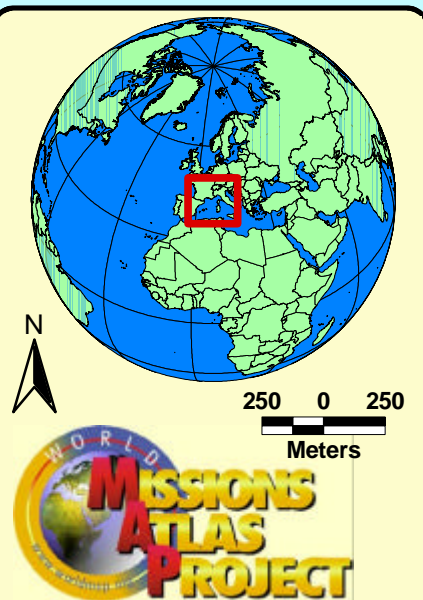 N
250 0 250
Meters
WORLD
MISSIONS
ATLAS
PROJECT